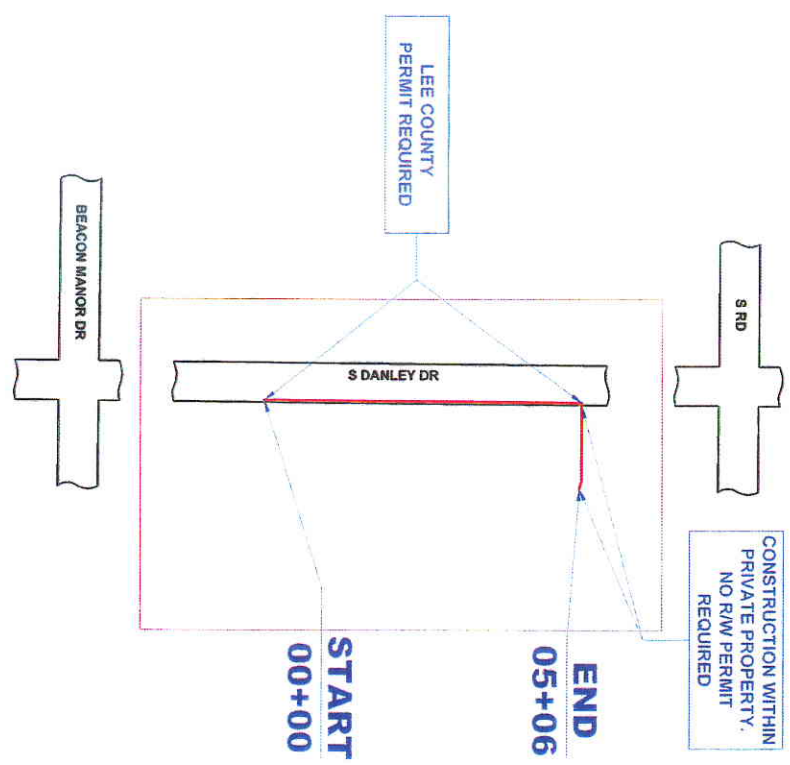 LEE COUNTY
PERMIT REQUIRED
BEACON MANOR DR
S DANLEY DR
S RD
CONSTRUCTION WITHIN
PRIVATE PROPERTY.
NO R/W PERMIT
REQUIRED
START
00+00
END
05+06